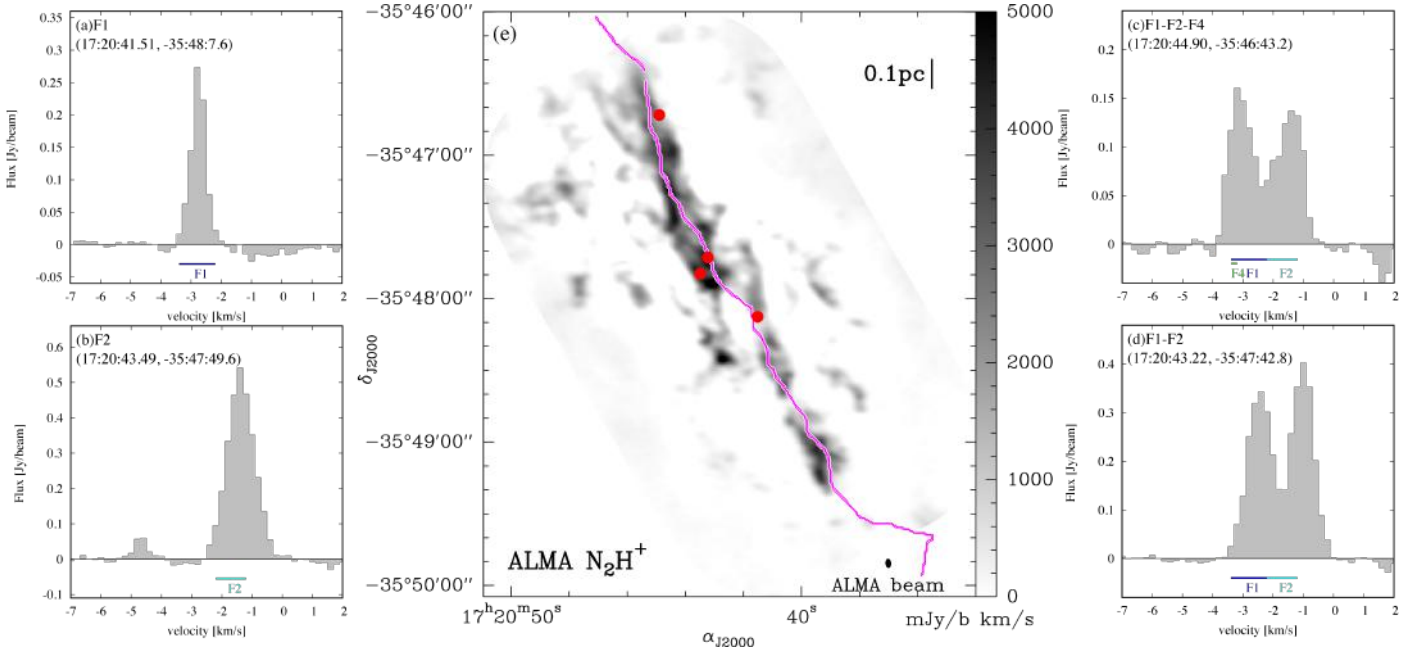 (a)F1
(17:20:41.51, -35:48:7.6)
0.35
0.3
0.25
0.2
0.15
0.1
0.05
0
-0.05
Flux [Jy/beam]
F1
-7 -6 -5 -4 -3 -2 -1 0 1 2
velocity [km/s]
(b)F2
(17:20:43.49, -35:47:49.6)
0.6
0.5
0.4
0.3
0.2
0.1
0
-0.1
Flux [Jy/beam]
F2
-7 -6 -5 -4 -3 -2 -1 0 1 2
velocity [km/s]
(e)
0.1pc
−35°46′00′′
−35°47′00′′
−35°48′00′′
−35°49′00′′
−35°50′00′′
δJ2000
ALMA N₂H⁺
ALMA beam
17ʰ20ᵐ50ˢ 40ˢ
αJ2000
5000
4000
3000
2000
1000
0
mJy/b km/s
(c)F1-F2-F4
(17:20:44.90, -35:46:43.2)
0.2
0.15
0.1
0.05
0
Flux [Jy/beam]
F4 F1 F2
-7 -6 -5 -4 -3 -2 -1 0 1 2
velocity [km/s]
(d)F1-F2
(17:20:43.22, -35:47:42.8)
0.4
0.3
0.2
0.1
0
-0.1
Flux [Jy/beam]
F1 F2
-7 -6 -5 -4 -3 -2 -1 0 1 2
velocity [km/s]